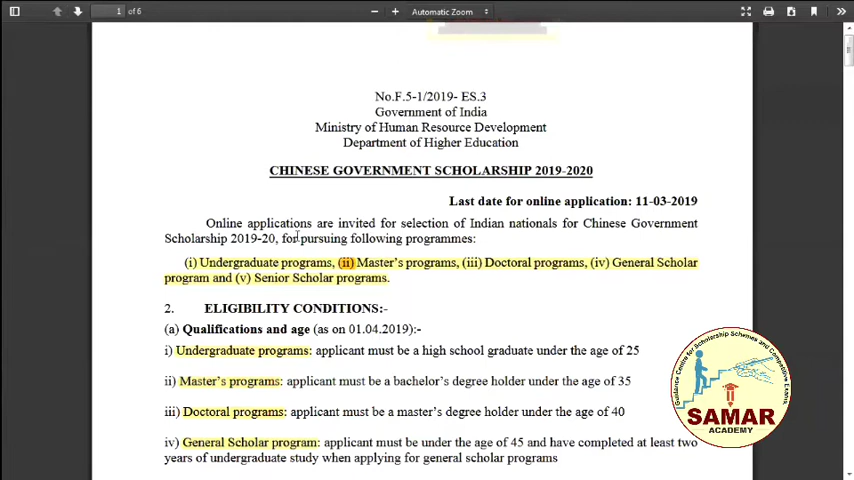 1 of 6
Automatic Zoom
No.F.5-1/2019- ES.3
Government of India
Ministry of Human Resource Development
Department of Higher Education
CHINESE GOVERNMENT SCHOLARSHIP 2019-2020
Last date for online application: 11-03-2019
Online applications are invited for selection of Indian nationals for Chinese Government
Scholarship 2019-20, for pursuing following programmes:
(i) Undergraduate programs, (ii) Master's programs, (iii) Doctoral programs, (iv) General Scholar
program and (v) Senior Scholar programs.
2. ELIGIBILITY CONDITIONS:-
(a) Qualifications and age (as on 01.04.2019):-
i) Undergraduate programs: applicant must be a high school graduate under the age of 25
ii) Master's programs: applicant must be a bachelor's degree holder under the age of 35
iii) Doctoral programs: applicant must be a master's degree holder under the age of 40
iv) General Scholar program: applicant must be under the age of 45 and have completed at least two
years of undergraduate study when applying for general scholar programs
Guidance Centre for Scholarship Schemes and Competitive Exams
SAMAR
ACADEMY